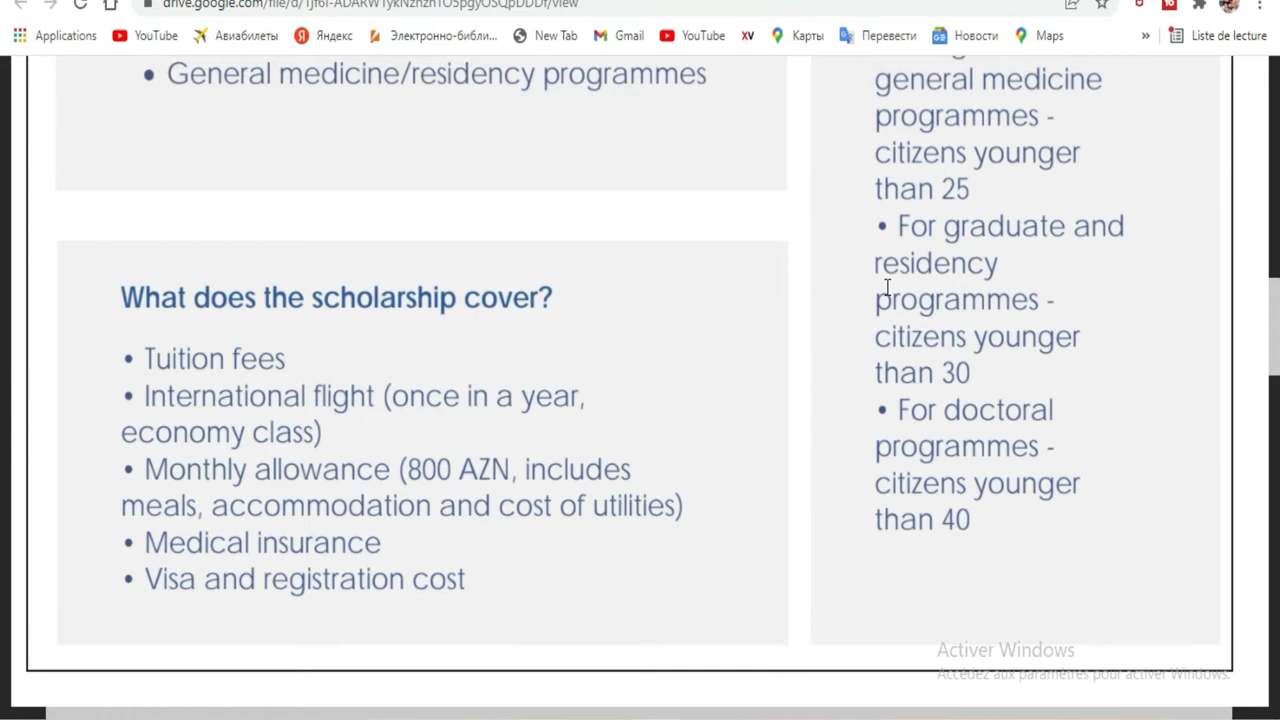 Applications
YouTube
Авиабилеты
Яндекс
Электронно-библи...
New Tab
Gmail
YouTube
XV
Карты
Перевести
Новости
Maps
»
Liste de lecture
• General medicine/residency programmes
What does the scholarship cover?
• Tuition fees
• International flight (once in a year,
economy class)
• Monthly allowance (800 AZN, includes
meals, accommodation and cost of utilities)
• Medical insurance
• Visa and registration cost
general medicine
programmes -
citizens younger
than 25
• For graduate and
residency
programmes -
citizens younger
than 30
• For doctoral
programmes -
citizens younger
than 40
Activer Windows
Accédez aux paramètres pour activer Windows.